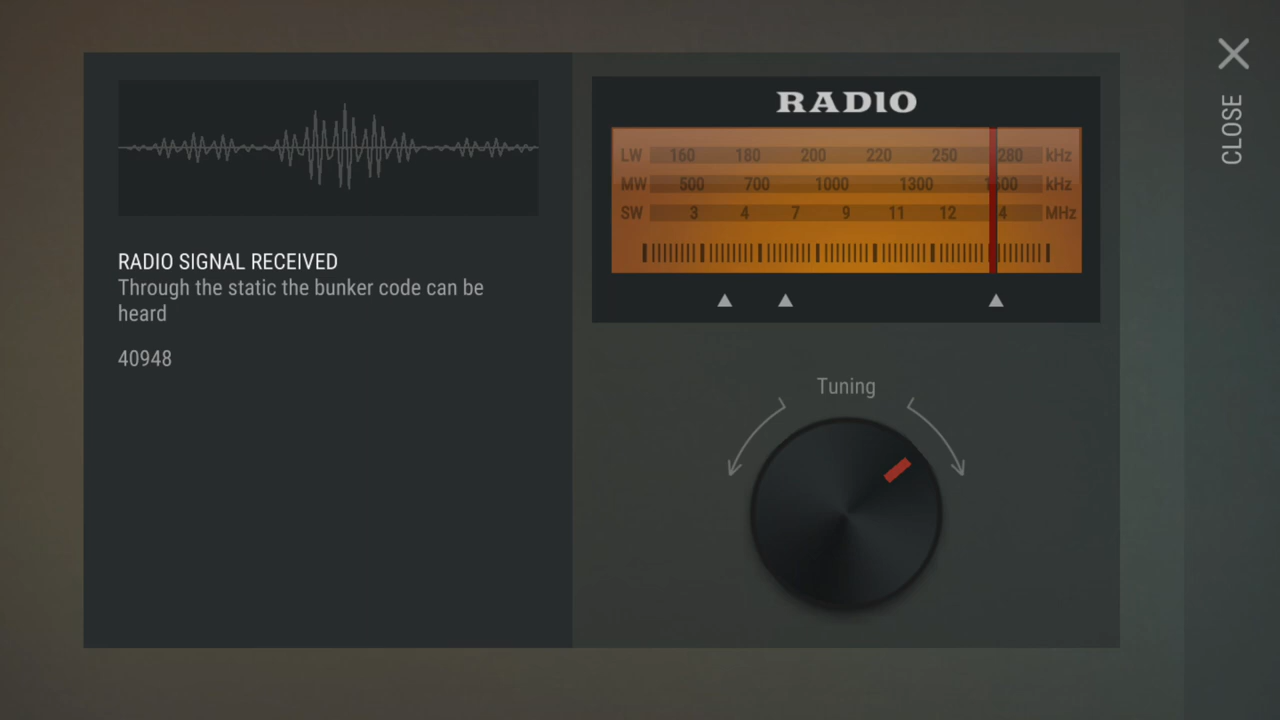 RADIO SIGNAL RECEIVED
Through the static the bunker code can be
heard
40948
RADIO
LW 160 180 200 220 250 280 kHz
MW 500 700 1000 1300 kHz
SW 3 4 7 9 11 12 MHz
Tuning
CLOSE